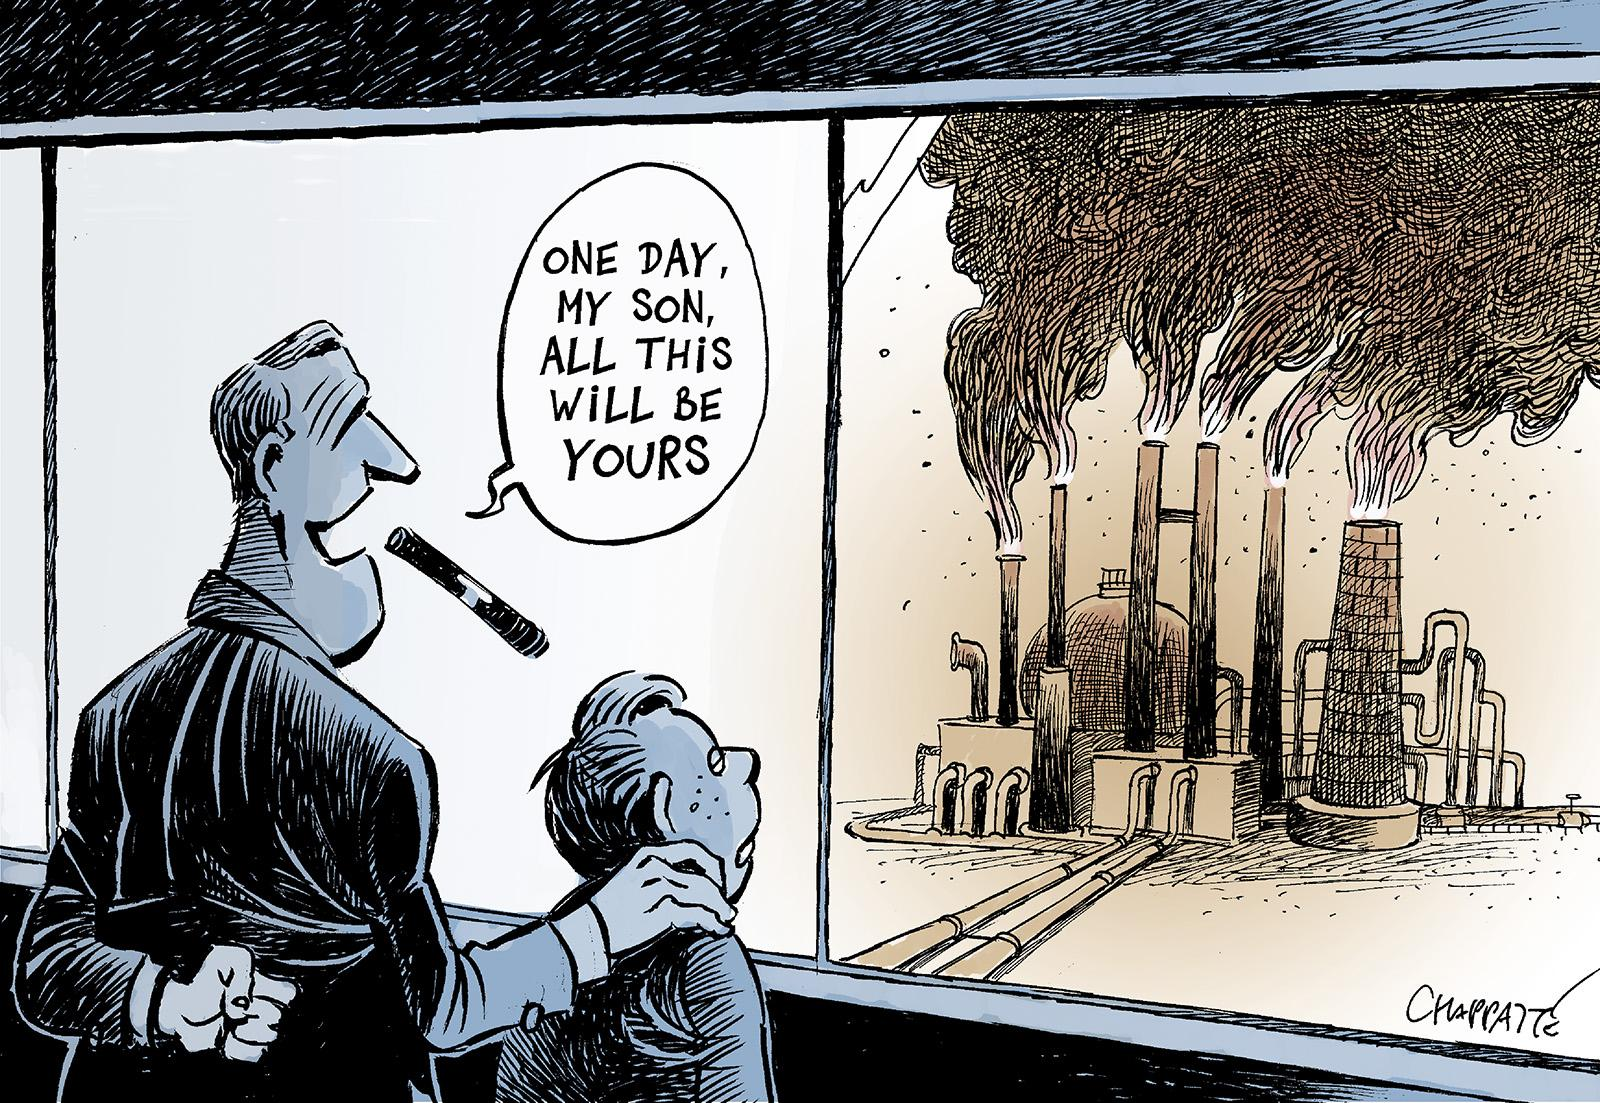 ONE DAY,
MY SON,
ALL THiS
WiLL BE
YOURS
CHAPPATTE